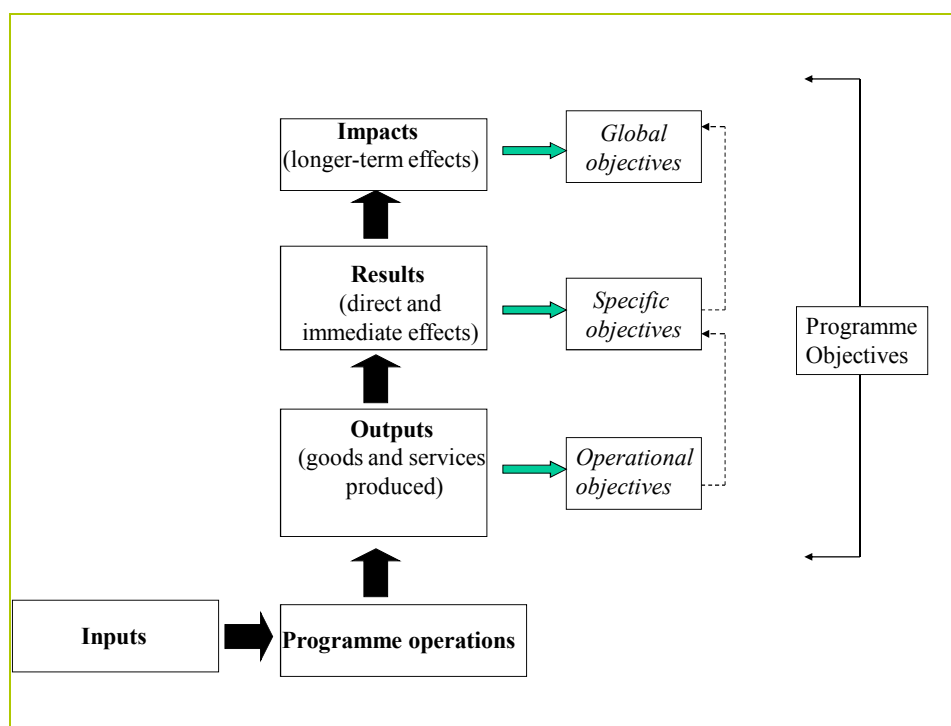 Impacts
(longer-term effects)
Global
objectives
Results
(direct and
immediate effects)
Specific
objectives
Programme
Objectives
Outputs
(goods and services
produced)
Operational
objectives
Inputs
Programme operations